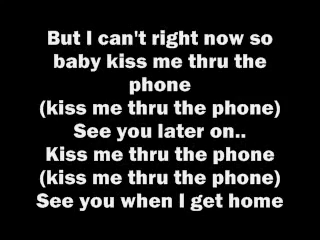 But I can't right now so
baby kiss me thru the
phone
(kiss me thru the phone)
See you later on..
Kiss me thru the phone
(kiss me thru the phone)
See you when I get home